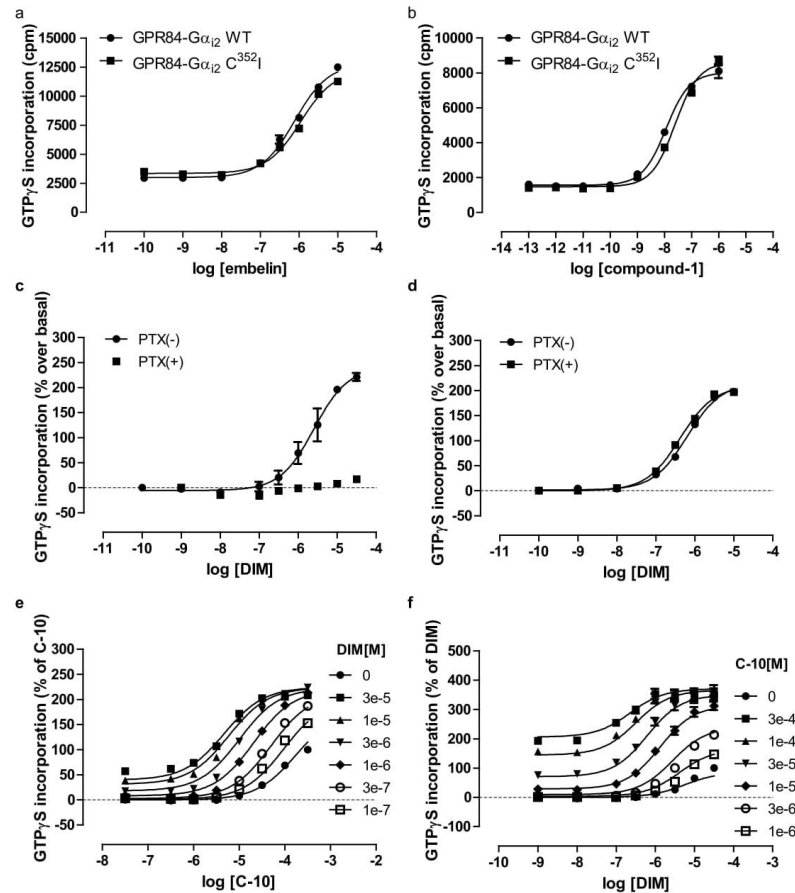 a
GPR84-Gαi2 WT
GPR84-Gαi2 C352I
GTPγS incorporation (cpm)
15000
12500
10000
7500
5000
2500
0
-11 -10 -9 -8 -7 -6 -5 -4
log [embelin]
b
GPR84-Gαi2 WT
GPR84-Gαi2 C352I
GTPγS incorporation (cpm)
10000
8000
6000
4000
2000
0
-14 -13 -12 -11 -10 -9 -8 -7 -6 -5
log [compound-1]
c
PTX(-)
PTX(+)
GTPγS incorporation (% over basal)
300
250
200
150
100
50
0
-50
-11 -10 -9 -8 -7 -6 -5 -4
log [DIM]
d
PTX(-)
PTX(+)
GTPγS incorporation (% over basal)
300
250
200
150
100
50
0
-50
-11 -10 -9 -8 -7 -6 -5 -4
log [DIM]
e
GTPγS incorporation (% of C-10)
300
250
200
150
100
50
0
-50
-8 -7 -6 -5 -4 -3 -2
log [C-10]
DIM[M]
0
3e-5
1e-5
3e-6
1e-6
3e-7
1e-7
f
GTPγS incorporation (% of DIM)
500
400
300
200
100
0
-100
-10 -9 -8 -7 -6 -5 -4 -3
log [DIM]
C-10[M]
0
3e-4
1e-4
3e-5
1e-5
3e-6
1e-6